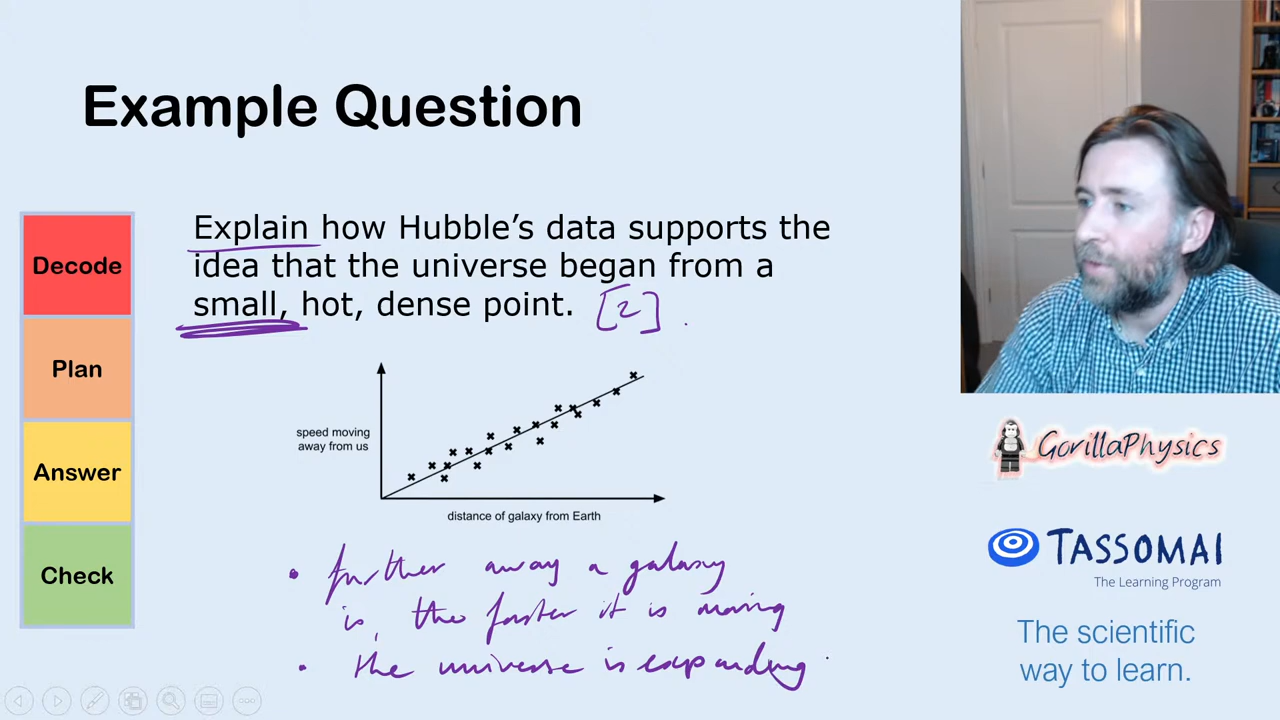 Example Question
Decode
Plan
Answer
Check
Explain how Hubble’s data supports the
idea that the universe began from a
small, hot, dense point. [2]
speed moving
away from us
distance of galaxy from Earth
• further away a galaxy
is, the faster it is moving
• the universe is expanding
GorillaPhysics
TASSOMAI
The Learning Program
The scientific
way to learn.